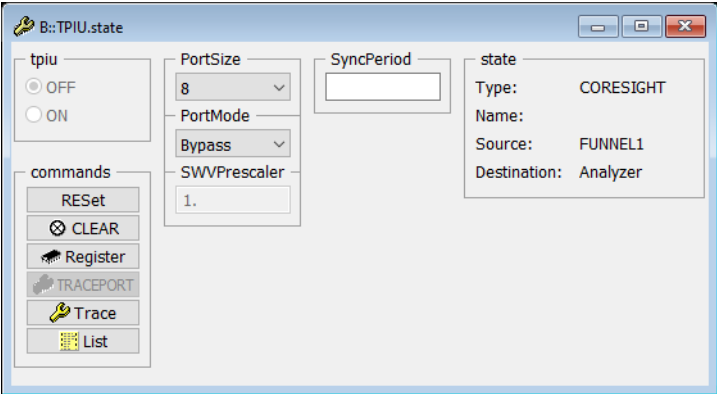 B::TPIU.state
tpiu
OFF
ON
commands
RESet
CLEAR
Register
TRACEPORT
Trace
List
PortSize
8
PortMode
Bypass
SWVPrescaler
1.
SyncPeriod
state
Type: CORESIGHT
Name:
Source: FUNNEL1
Destination: Analyzer